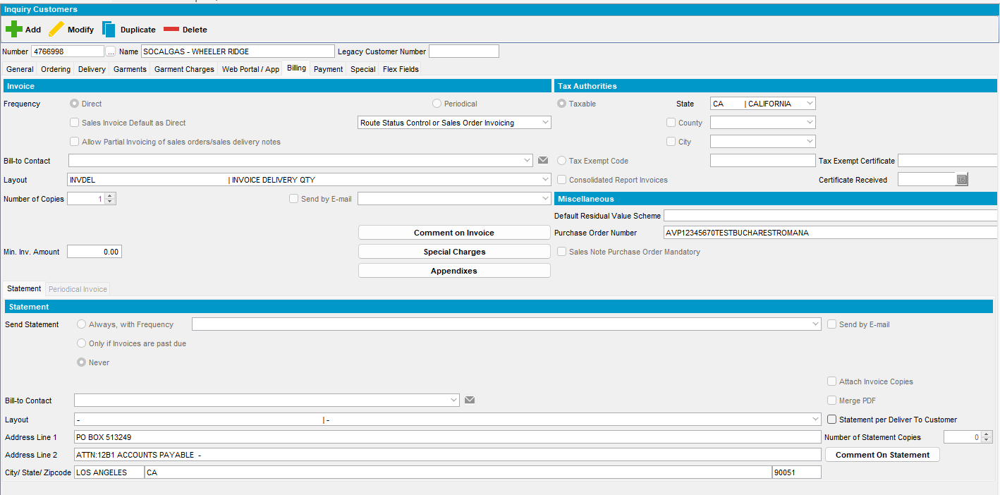 Inquiry Customers
Add Modify Duplicate Delete
Number 4766998 ... Name SOCALGAS - WHEELER RIDGE Legacy Customer Number
General Ordering Delivery Garments Garment Charges Web Portal / App Billing Payment Special Flex Fields
Invoice Tax Authorities
Frequency Direct Periodical Taxable State CA | CALIFORNIA
Sales Invoice Default as Direct Route Status Control or Sales Order Invoicing County
Allow Partial Invoicing of sales orders/sales delivery notes City
Bill-to Contact Tax Exempt Code Tax Exempt Certificate
Layout INVDEL | INVOICE DELIVERY QTY Consolidated Report Invoices Certificate Received 16
Number of Copies 1 Send by E-mail Miscellaneous
Default Residual Value Scheme
Comment on Invoice Purchase Order Number AVP12345670TESTBUCHARESTROMANA
Min. Inv. Amount 0.00 Special Charges Sales Note Purchase Order Mandatory
Appendixes
Statement Periodical Invoice
Statement
Send Statement Always, with Frequency Send by E-mail
Only if Invoices are past due
Never
Attach Invoice Copies
Bill-to Contact Merge PDF
Layout - | - Statement per Deliver To Customer
Address Line 1 PO BOX 513249 Number of Statement Copies 0
Address Line 2 ATTN:12B1 ACCOUNTS PAYABLE - Comment On Statement
City/ State/ Zipcode LOS ANGELES CA 90051